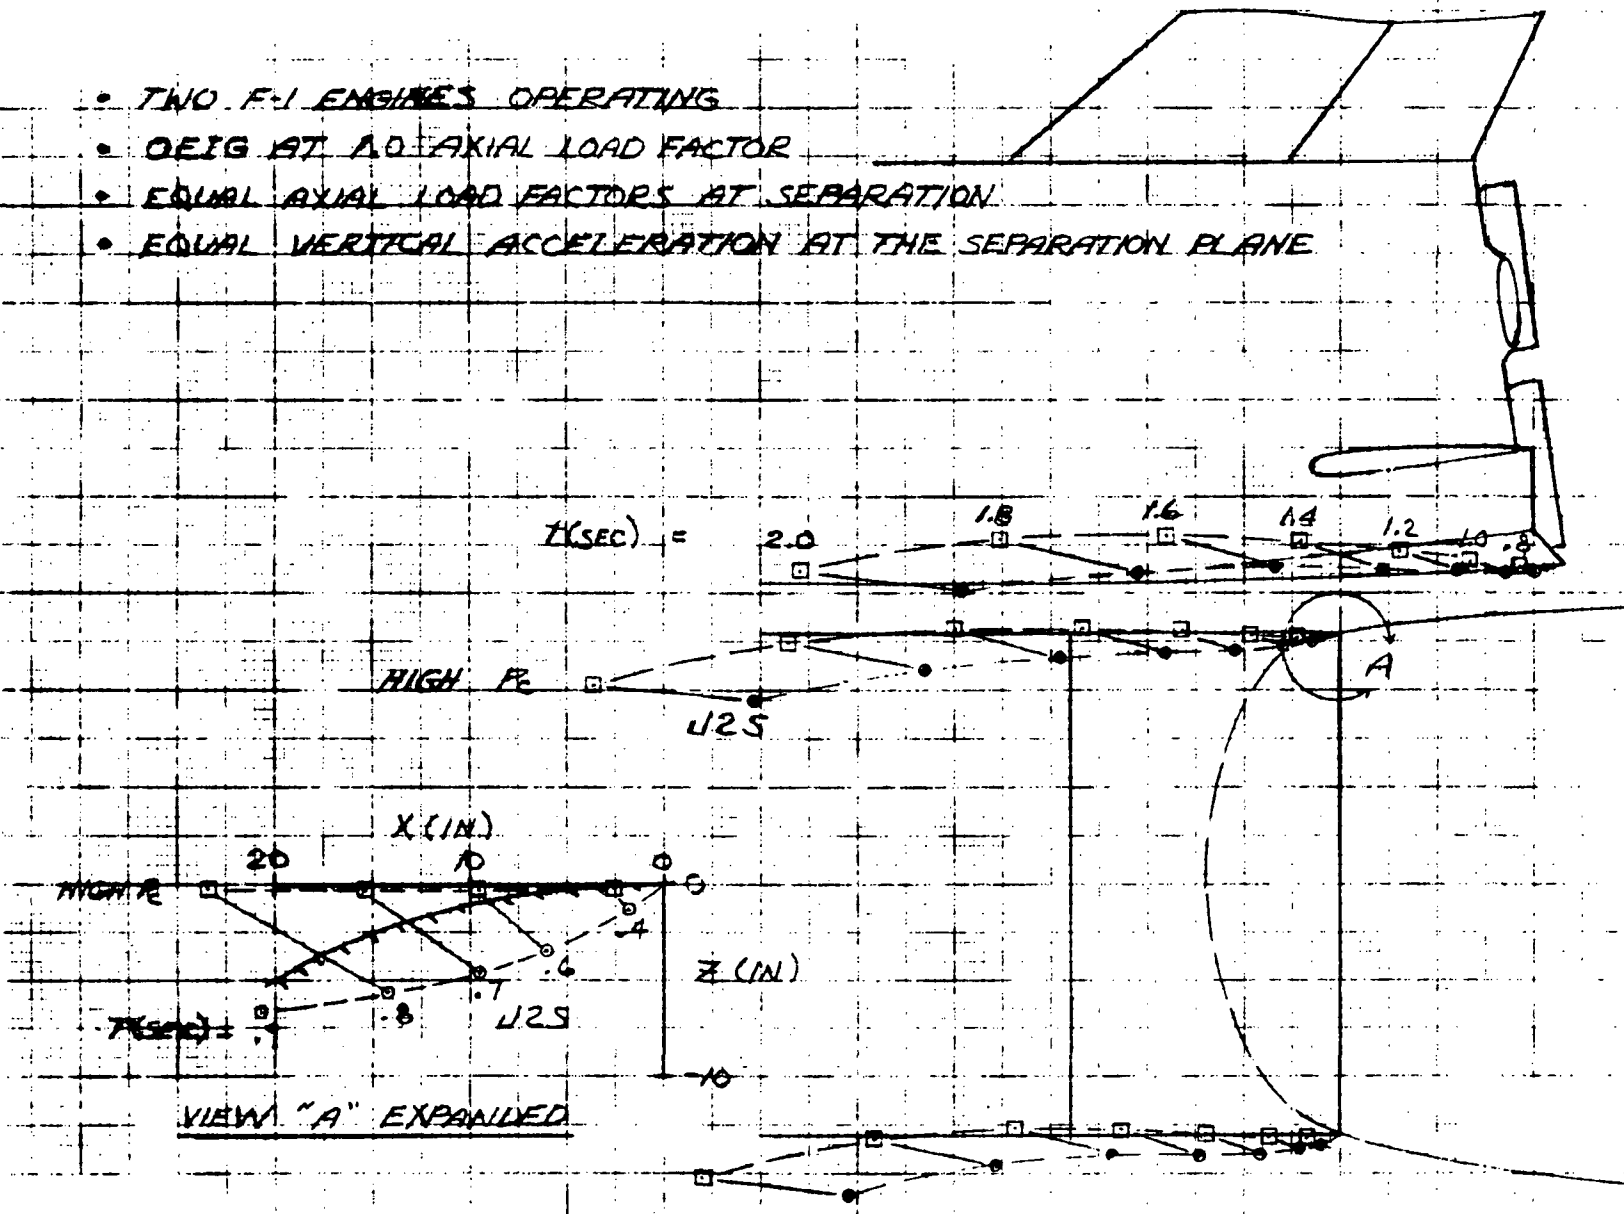 • TWO F-1 ENGINES OPERATING
• OEIG AT 1.0 AXIAL LOAD FACTOR
• EQUAL AXIAL LOAD FACTORS AT SEPARATION
• EQUAL VERTICAL ACCELERATION AT THE SEPARATION PLANE
t(SEC) = 2.0 1.8 1.6 1.4 1.2 1.0 .8
HIGH Pc
J2S
A
X (IN)
20 10 0
HIGH Pc
0
.4
.6
.7
.8
Z (IN)
J2S
t(SEC) =
-10
VIEW "A" EXPANDED